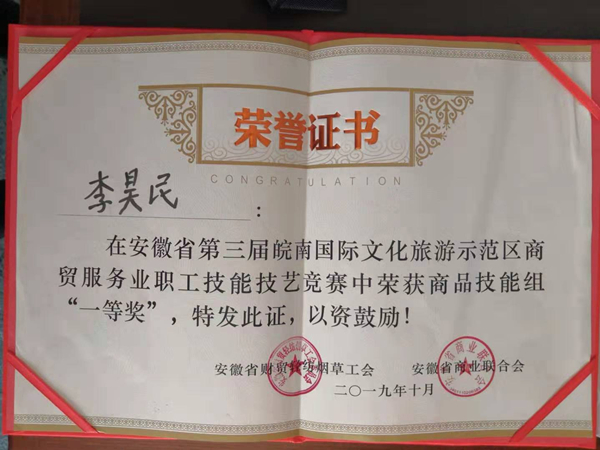 荣誉证书
CONGRATULATION
李昊民：
在安徽省第三届皖南国际文化旅游示范区商
贸服务业职工技能技艺竞赛中荣获商品技能组
“一等奖”，特发此证，以资鼓励！
安徽省财贸轻纺烟草工会 安徽省商业联合会
二〇一九年十月